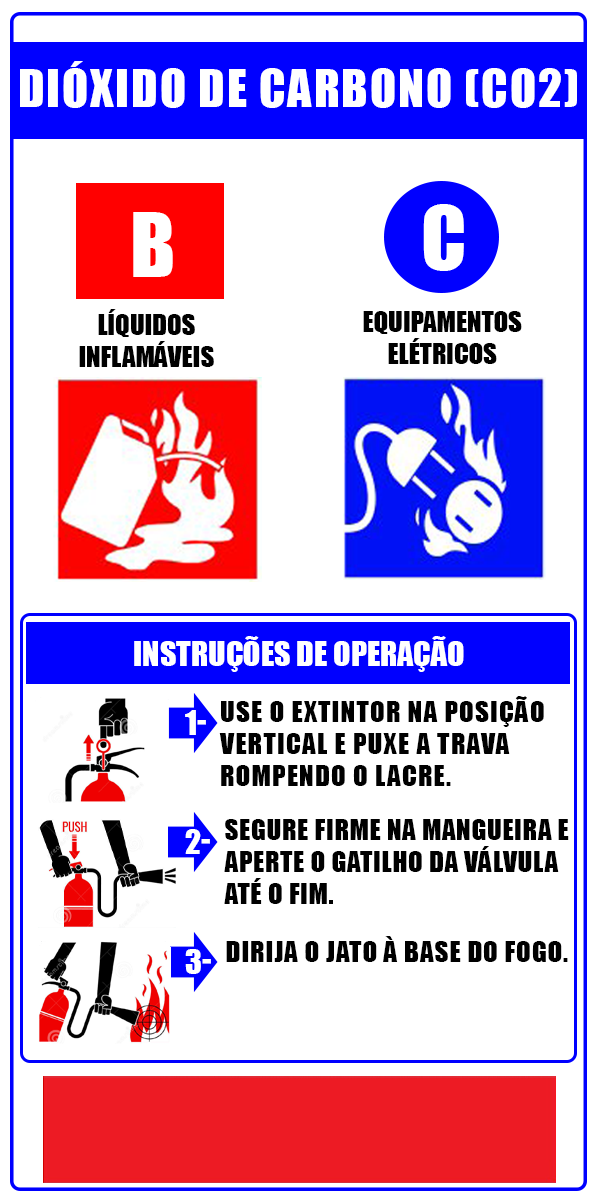 DIÓXIDO DE CARBONO (CO2)
B
C
LÍQUIDOS
INFLAMÁVEIS
EQUIPAMENTOS
ELÉTRICOS
INSTRUÇÕES DE OPERAÇÃO
1-
USE O EXTINTOR NA POSIÇÃO
VERTICAL E PUXE A TRAVA
ROMPENDO O LACRE.
PUSH
2-
SEGURE FIRME NA MANGUEIRA E
APERTE O GATILHO DA VÁLVULA
ATÉ O FIM.
3-
DIRIJA O JATO À BASE DO FOGO.